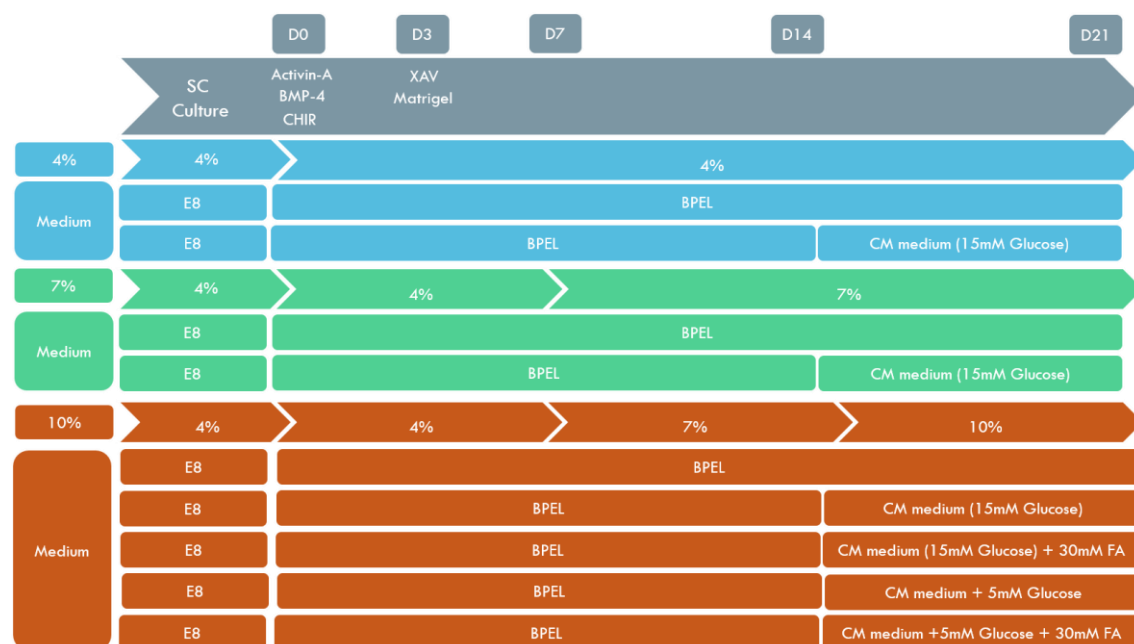 D0
D3
D7
D14
D21
SC
Culture
Activin-A
BMP-4
CHIR
XAV
Matrigel
4%
4%
4%
Medium
E8
BPEL
E8
BPEL
CM medium (15mM Glucose)
7%
4%
4%
7%
Medium
E8
BPEL
E8
BPEL
CM medium (15mM Glucose)
10%
4%
4%
7%
10%
Medium
E8
BPEL
E8
BPEL
CM medium (15mM Glucose)
E8
BPEL
CM medium (15mM Glucose) + 30mM FA
E8
BPEL
CM medium + 5mM Glucose
E8
BPEL
CM medium +5mM Glucose + 30mM FA